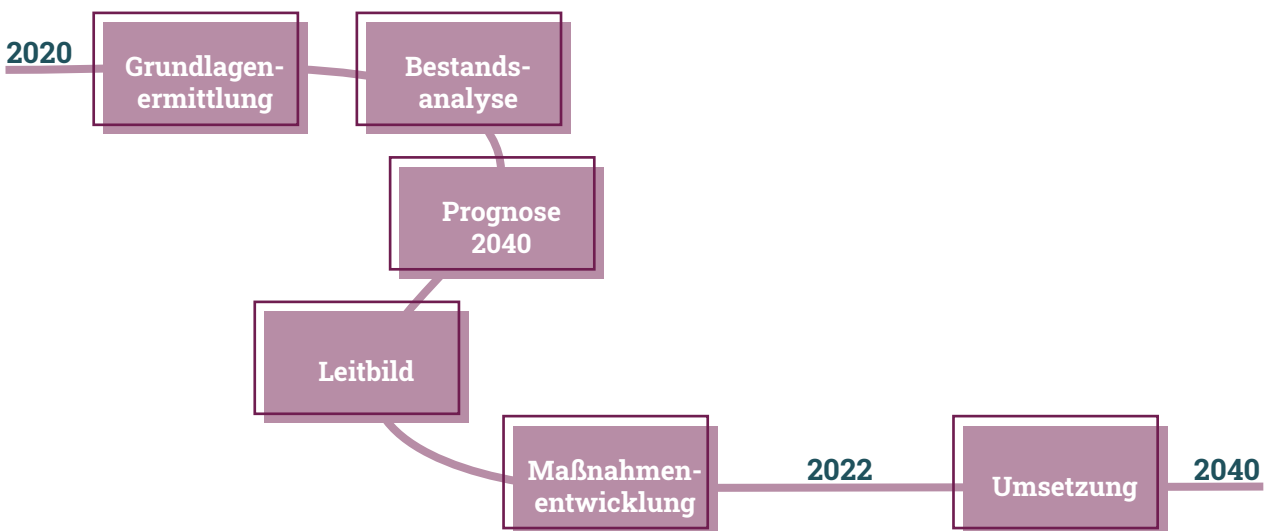 2020
Grundlagen-
ermittlung
Bestands-
analyse
Prognose
2040
Leitbild
Maßnahmen-
entwicklung
2022
Umsetzung
2040